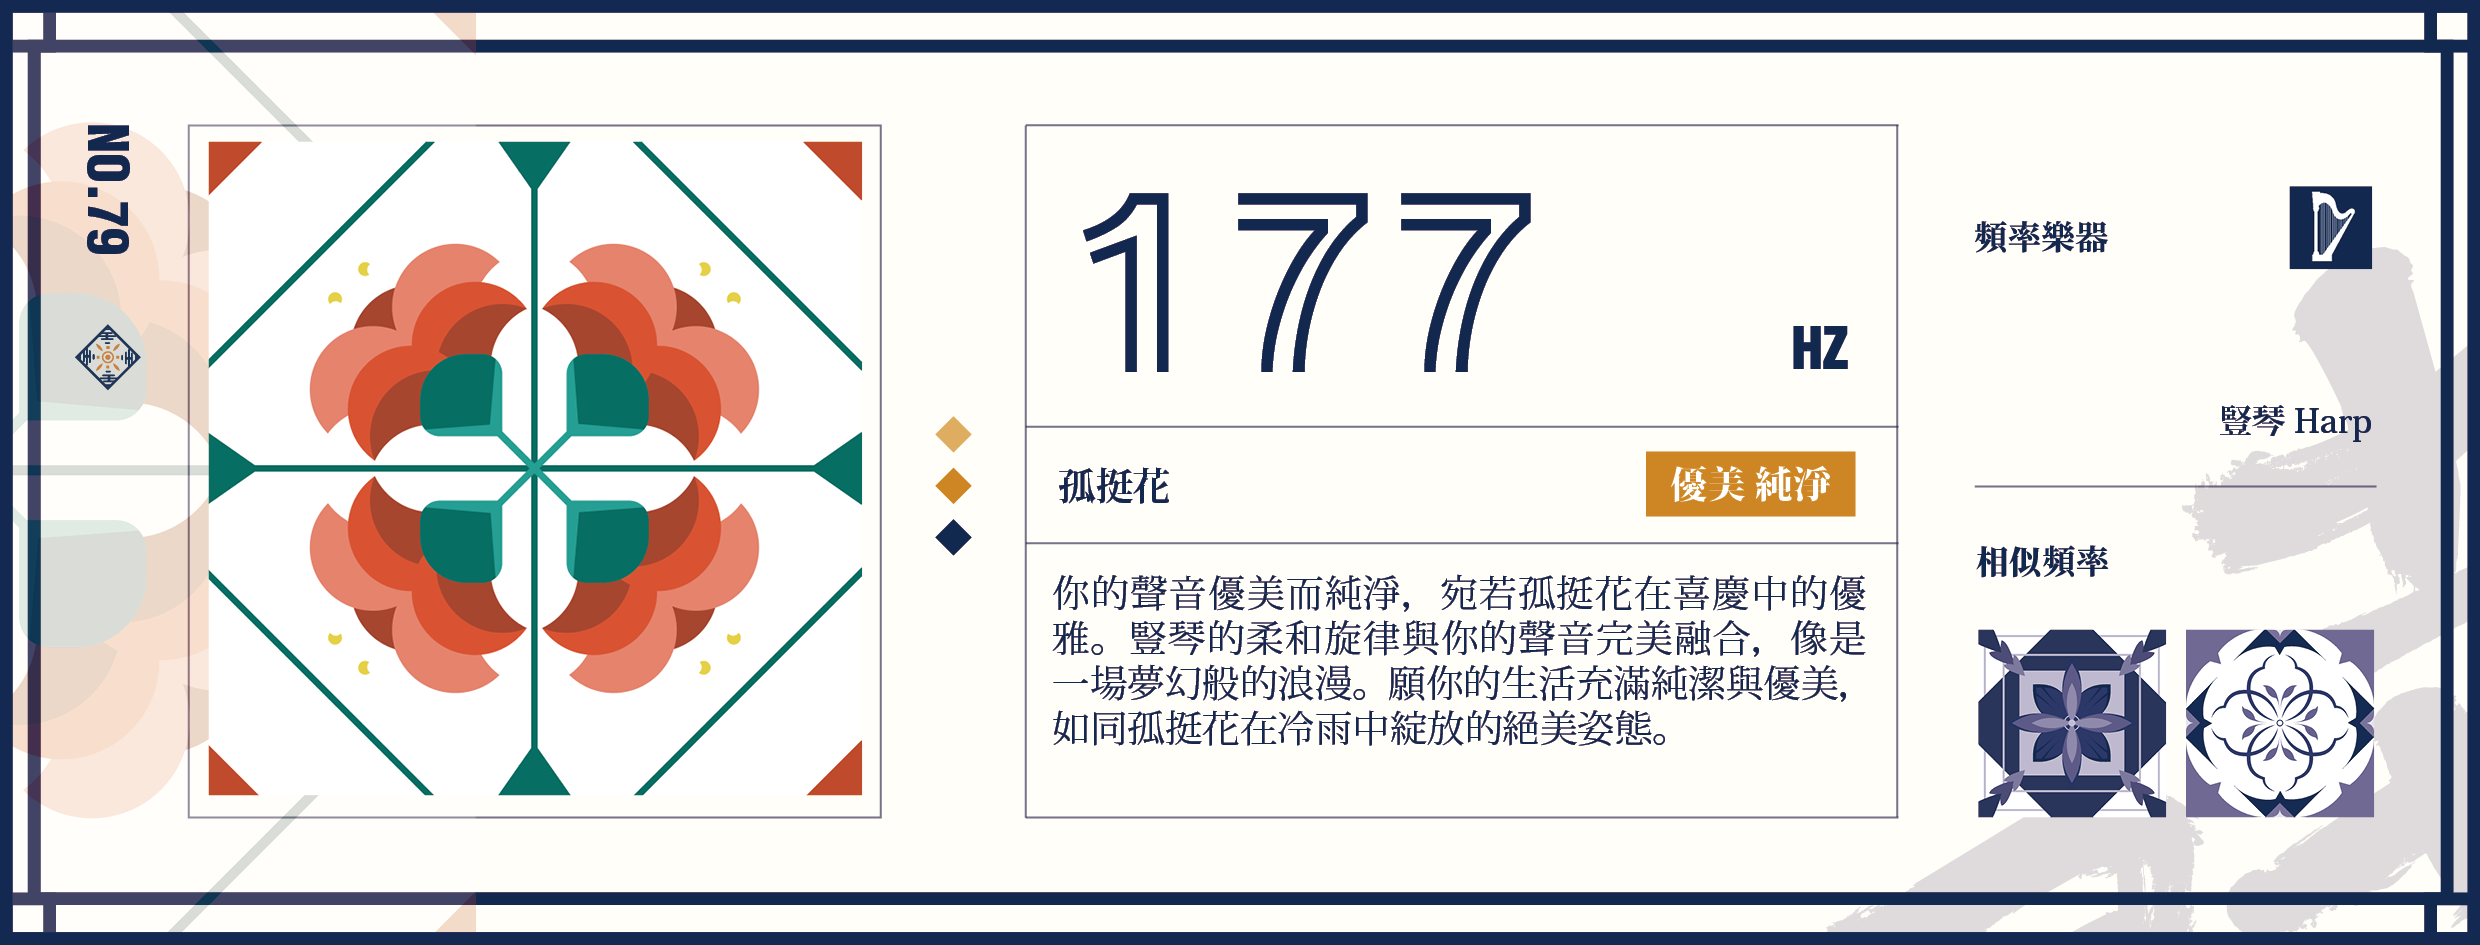 NO.79
177
HZ
孤挺花
優美 純淨
你的聲音優美而純淨，宛若孤挺花在喜慶中的優
雅。豎琴的柔和旋律與你的聲音完美融合，像是
一場夢幻般的浪漫。願你的生活充滿純潔與優美，
如同孤挺花在冷雨中綻放的絕美姿態。
頻率樂器
豎琴 Harp
相似頻率